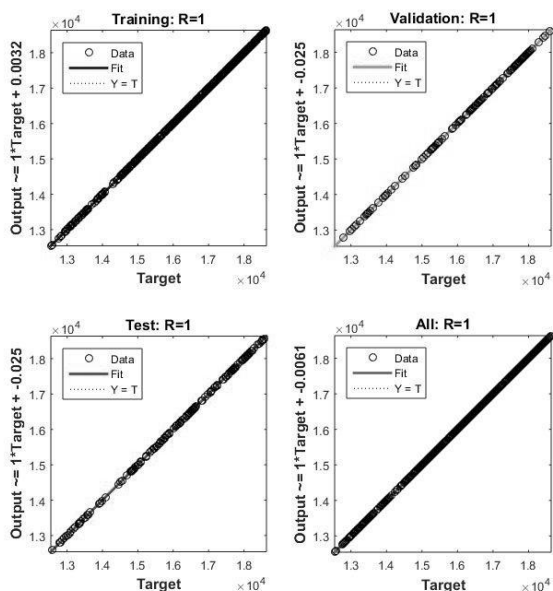 Training: R=1
×10⁴
Data
Fit
Y = T
Output ~= 1*Target + 0.0032
1.8
1.7
1.6
1.5
1.4
1.3
1.3 1.4 1.5 1.6 1.7 1.8
Target
×10⁴
Validation: R=1
×10⁴
Data
Fit
Y = T
Output ~= 1*Target + -0.025
1.8
1.7
1.6
1.5
1.4
1.3
1.3 1.4 1.5 1.6 1.7 1.8
Target
×10⁴
Test: R=1
×10⁴
Data
Fit
Y = T
Output ~= 1*Target + -0.025
1.8
1.7
1.6
1.5
1.4
1.3
1.3 1.4 1.5 1.6 1.7 1.8
Target
×10⁴
All: R=1
×10⁴
Data
Fit
Y = T
Output ~= 1*Target + -0.0061
1.8
1.7
1.6
1.5
1.4
1.3
1.3 1.4 1.5 1.6 1.7 1.8
Target
×10⁴